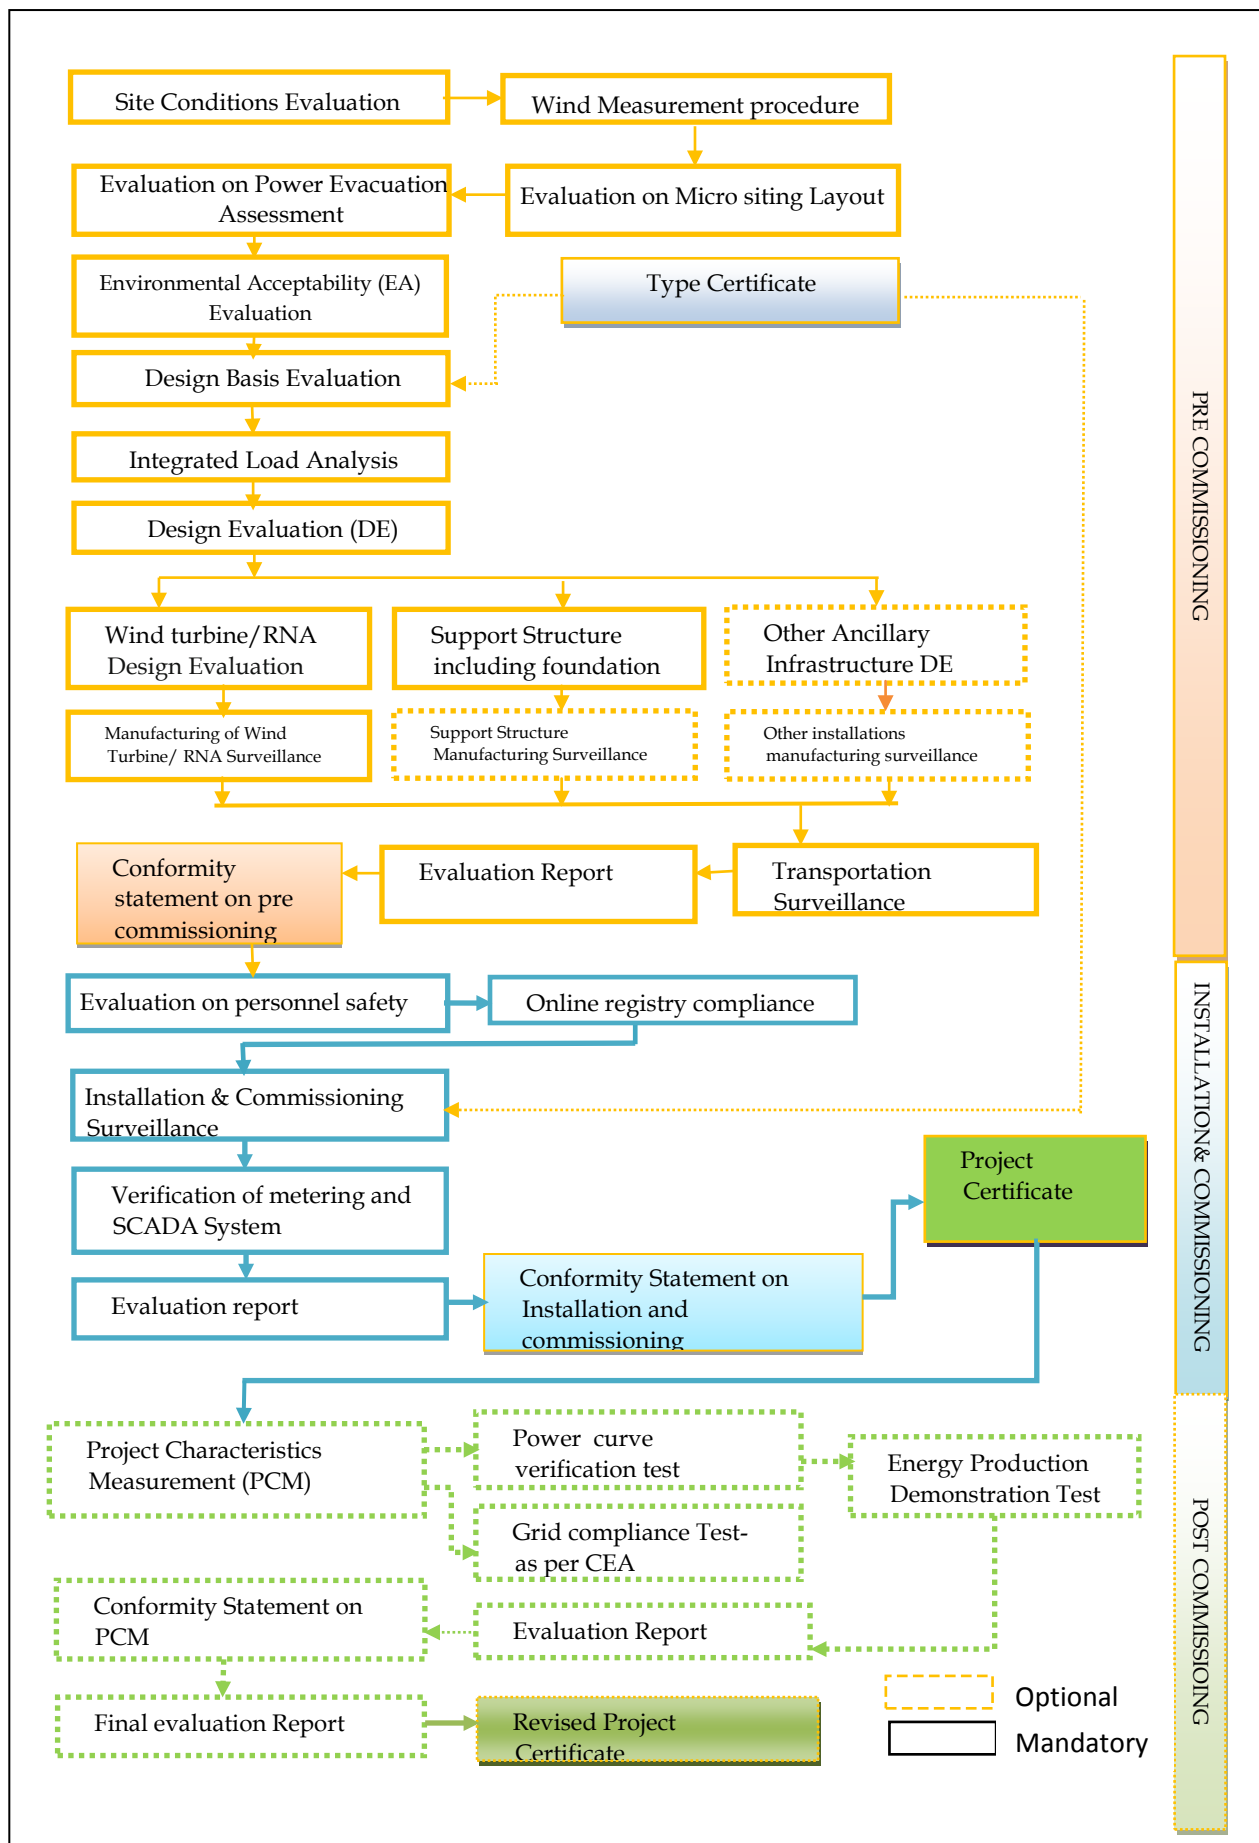 Site Conditions Evaluation
Wind Measurement procedure
Evaluation on Power Evacuation
Assessment
Evaluation on Micro siting Layout
Environmental Acceptability (EA)
Evaluation
Type Certificate
Design Basis Evaluation
Integrated Load Analysis
Design Evaluation (DE)
Wind turbine/RNA
Design Evaluation
Support Structure
including foundation
Other Ancillary
Infrastructure DE
Manufacturing of Wind
Turbine/ RNA Surveillance
Support Structure
Manufacturing Surveillance
Other installations
manufacturing surveillance
Conformity
statement on pre
commissioning
Evaluation Report
Transportation
Surveillance
PRE COMMISSIONING
Evaluation on personnel safety
Online registry compliance
Installation & Commissioning
Surveillance
Verification of metering and
SCADA System
Evaluation report
Conformity Statement on
Installation and
commissioning
Project
Certificate
INSTALLATION& COMMISSIONING
Project Characteristics
Measurement (PCM)
Power curve
verification test
Energy Production
Demonstration Test
Grid compliance Test-
as per CEA
Conformity Statement on
PCM
Evaluation Report
Final evaluation Report
Revised Project
Certificate
Optional
Mandatory
POST COMMISSIOING